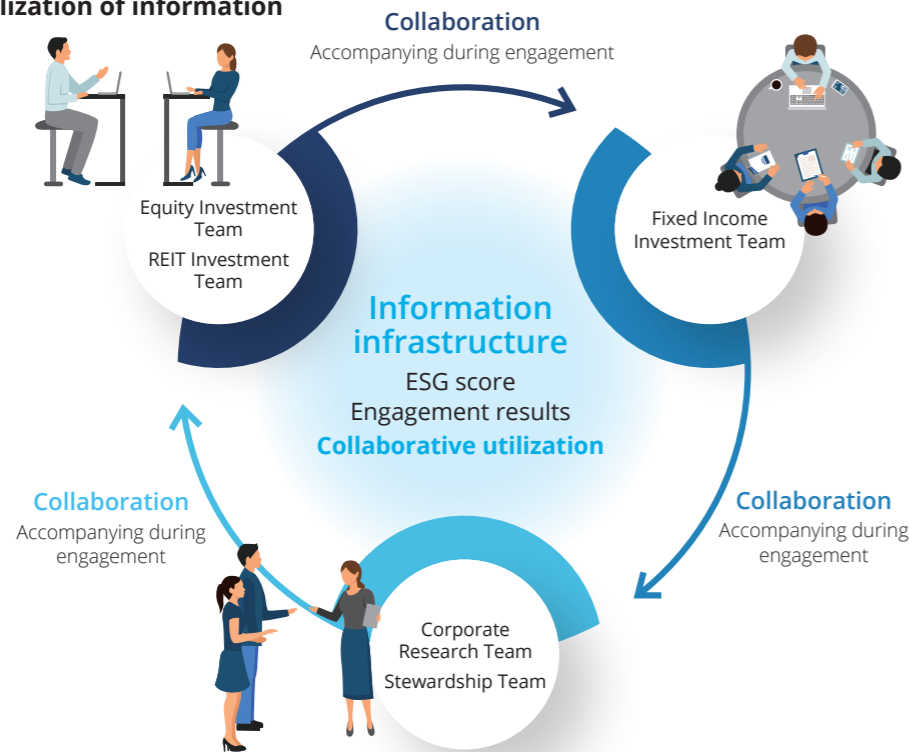 lization of information
Collaboration
Accompanying during engagement
Equity Investment
Team
REIT Investment
Team
Fixed Income
Investment Team
Information
infrastructure
ESG score
Engagement results
Collaborative utilization
Collaboration
Accompanying during
engagement
Collaboration
Accompanying during
engagement
Corporate
Research Team
Stewardship Team